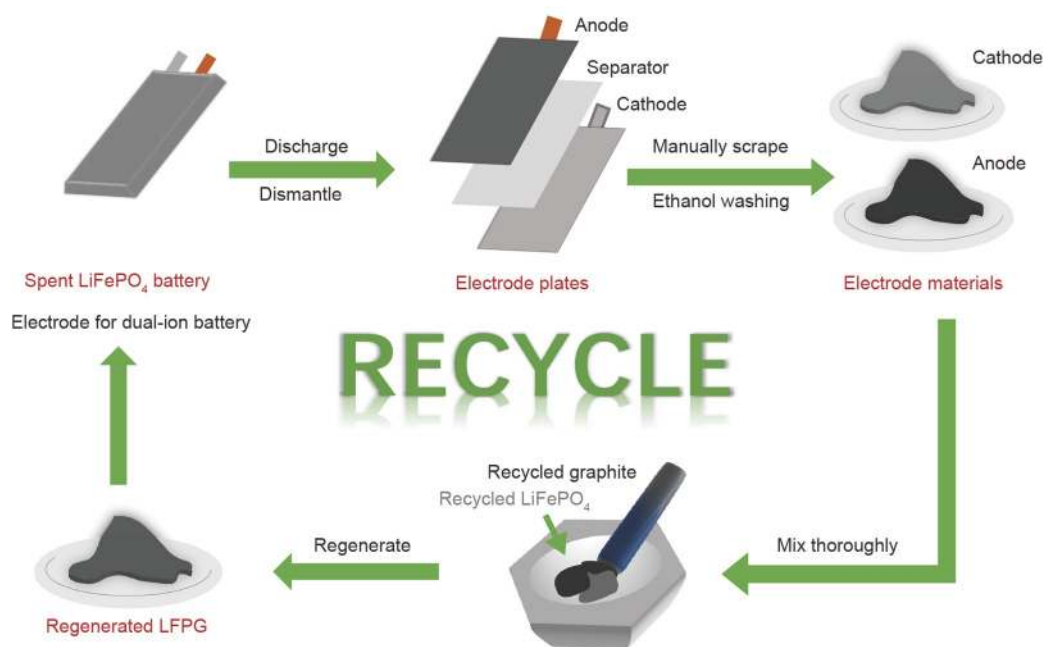 Anode
Separator
Cathode
Discharge
Dismantle
Manually scrape
Ethanol washing
Cathode
Anode
Spent LiFePO₄ battery
Electrode plates
Electrode materials
Electrode for dual-ion battery
RECYCLE
Recycled graphite
Recycled LiFePO₄
Mix thoroughly
Regenerate
Regenerated LFPG